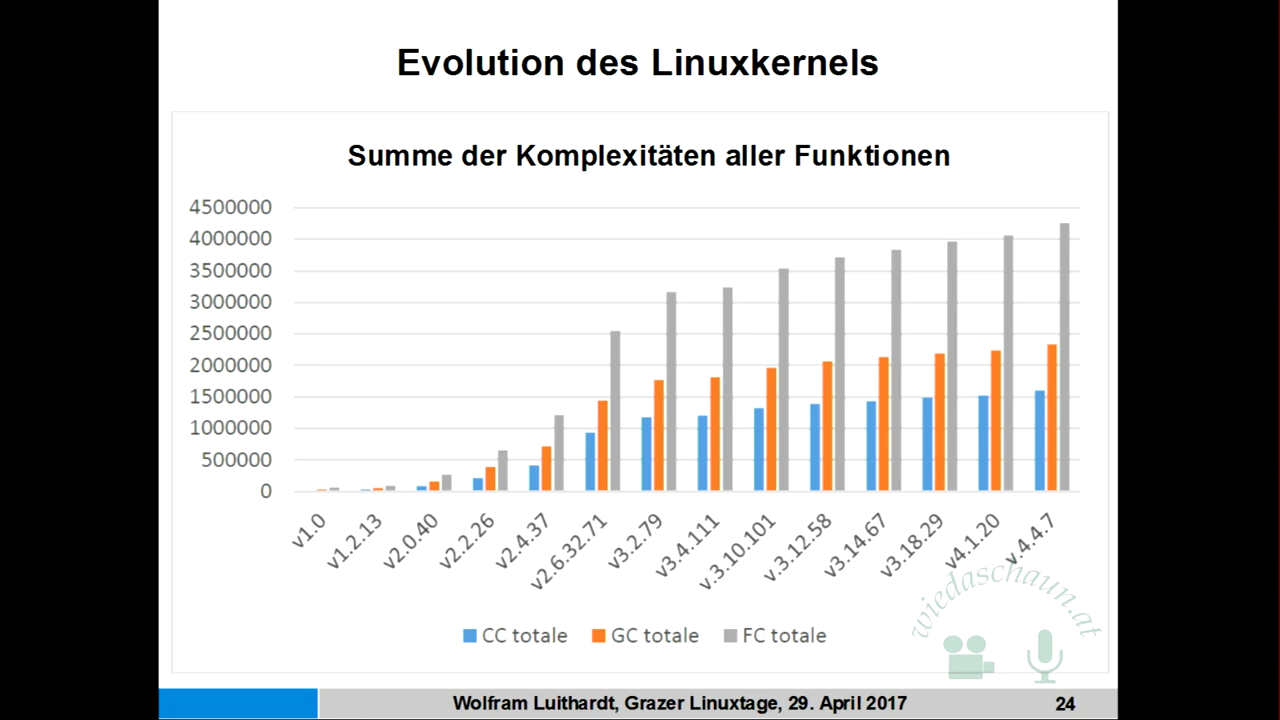 Evolution des Linuxkernels
Summe der Komplexitäten aller Funktionen
4500000
4000000
3500000
3000000
2500000
2000000
1500000
1000000
500000
0
v1.0
v1.2.13
v2.0.40
v2.2.26
v2.4.37
v2.6.32.71
v3.2.79
v3.4.111
v.3.10.101
v.3.12.58
v3.14.67
v3.18.29
v4.1.20
v.4.4.7
CC totale GC totale FC totale
wiedaschaun.at
Wolfram Luithardt, Grazer Linuxtage, 29. April 2017 24